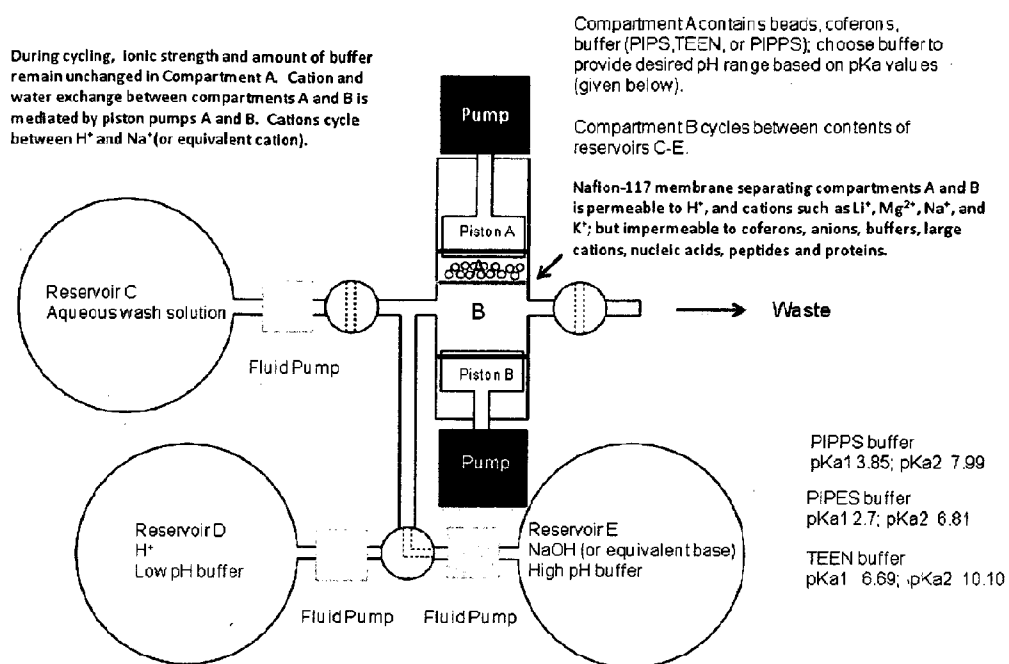 During cycling, ionic strength and amount of buffer
remain unchanged in Compartment A. Cation and
water exchange between compartments A and B is
mediated by piston pumps A and B. Cations cycle
between H⁺ and Na⁺ (or equivalent cation).
Compartment A contains beads, coferons,
buffer (PIPS, TEEN, or PIPPS); choose buffer to
provide desired pH range based on pKa values
(given below).
Compartment B cycles between contents of
reservoirs C-E.
Nafion-117 membrane separating compartments A and B
is permeable to H⁺, and cations such as Li⁺, Mg²⁺, Na⁺, and
K⁺; but impermeable to coferons, anions, buffers, large
cations, nucleic acids, peptides and proteins.
Pump
Piston A
A
B
Piston B
Pump
Reservoir C
Aqueous wash solution
Fluid Pump
Waste
Reservoir D
H⁺
Low pH buffer
Fluid Pump
Fluid Pump
Reservoir E
NaOH (or equivalent base)
High pH buffer
PIPPS buffer
pKa1 3.85; pKa2 7.99
PIPES buffer
pKa1 2.7; pKa2 6.81
TEEN buffer
pKa1 6.69; pKa2 10.10